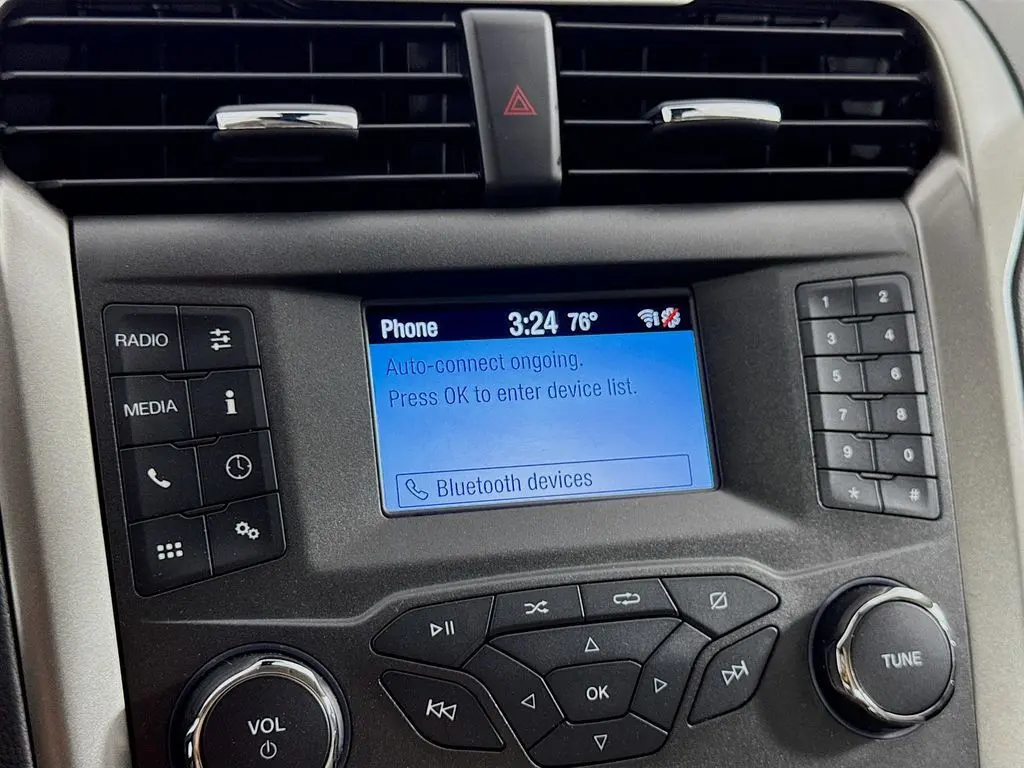 Phone 3:24 76°
Auto-connect ongoing.
Press OK to enter device list.
Bluetooth devices
RADIO
MEDIA
i
1 2
3 4
5 6
7 8
9 0
* #
OK
VOL
TUNE